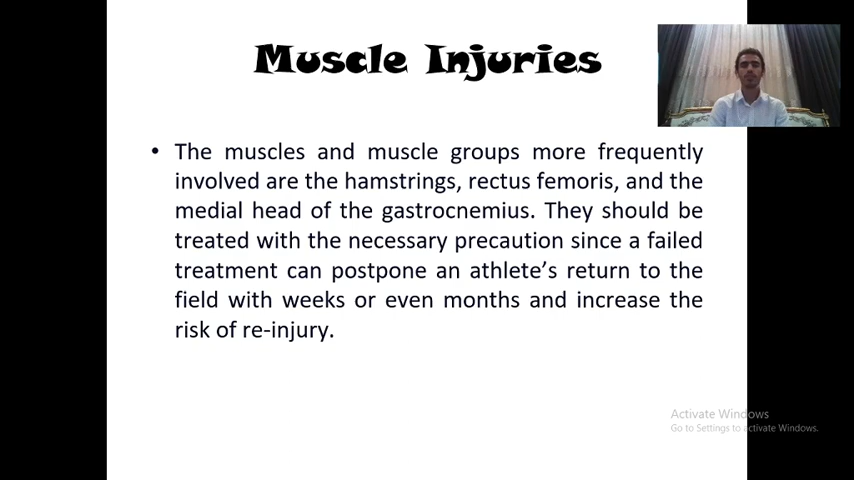 Muscle Injuries
• The muscles and muscle groups more frequently
involved are the hamstrings, rectus femoris, and the
medial head of the gastrocnemius. They should be
treated with the necessary precaution since a failed
treatment can postpone an athlete’s return to the
field with weeks or even months and increase the
risk of re-injury.
Activate Windows
Go to Settings to activate Windows.